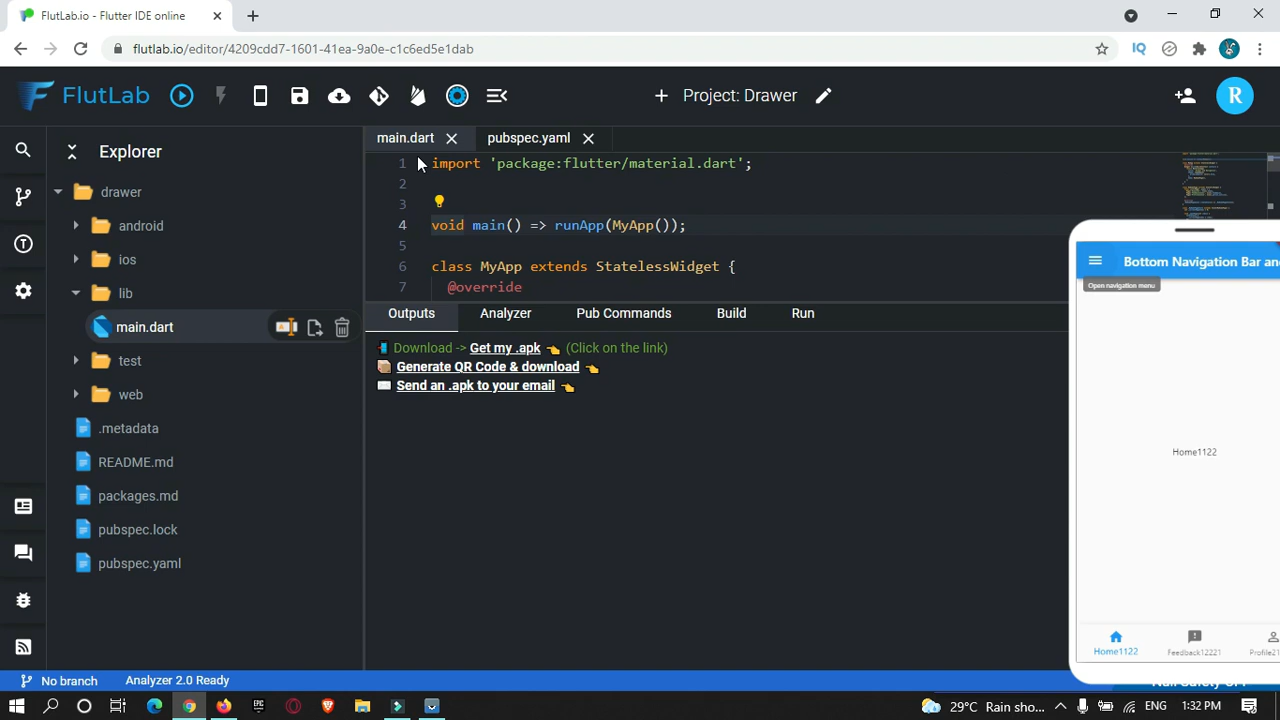 FlutLab.io - Flutter IDE online
flutlab.io/editor/4209cdd7-1601-41ea-9a0e-c1c6ed5e1dab
IQ
FlutLab
Project: Drawer
R
Explorer
drawer
android
ios
lib
main.dart
test
web
.metadata
README.md
packages.md
pubspec.lock
pubspec.yaml
main.dart
pubspec.yaml
1 import 'package:flutter/material.dart';
2
3
4 void main() => runApp(MyApp());
5
6 class MyApp extends StatelessWidget {
7 @override
Outputs Analyzer Pub Commands Build Run
Download -> Get my .apk (Click on the link)
Generate QR Code & download
Send an .apk to your email
Bottom Navigation Bar an
Open navigation menu
Home1122
Home1122 Feedback12221 Profile21
No branch
Analyzer 2.0 Ready
29°C Rain sho...
ENG
1:32 PM